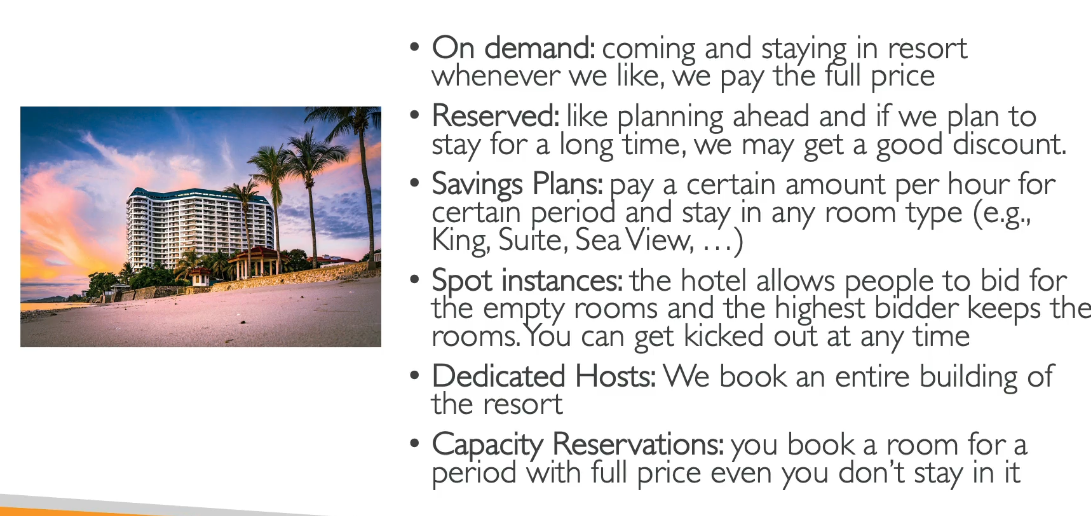 • On demand: coming and staying in resort
whenever we like, we pay the full price
• Reserved: like planning ahead and if we plan to
stay for a long time, we may get a good discount.
• Savings Plans: pay a certain amount per hour for
certain period and stay in any room type (e.g.,
King, Suite, Sea View, …)
• Spot instances: the hotel allows people to bid for
the empty rooms and the highest bidder keeps the
rooms. You can get kicked out at any time
• Dedicated Hosts: We book an entire building of
the resort
• Capacity Reservations: you book a room for a
period with full price even you don’t stay in it